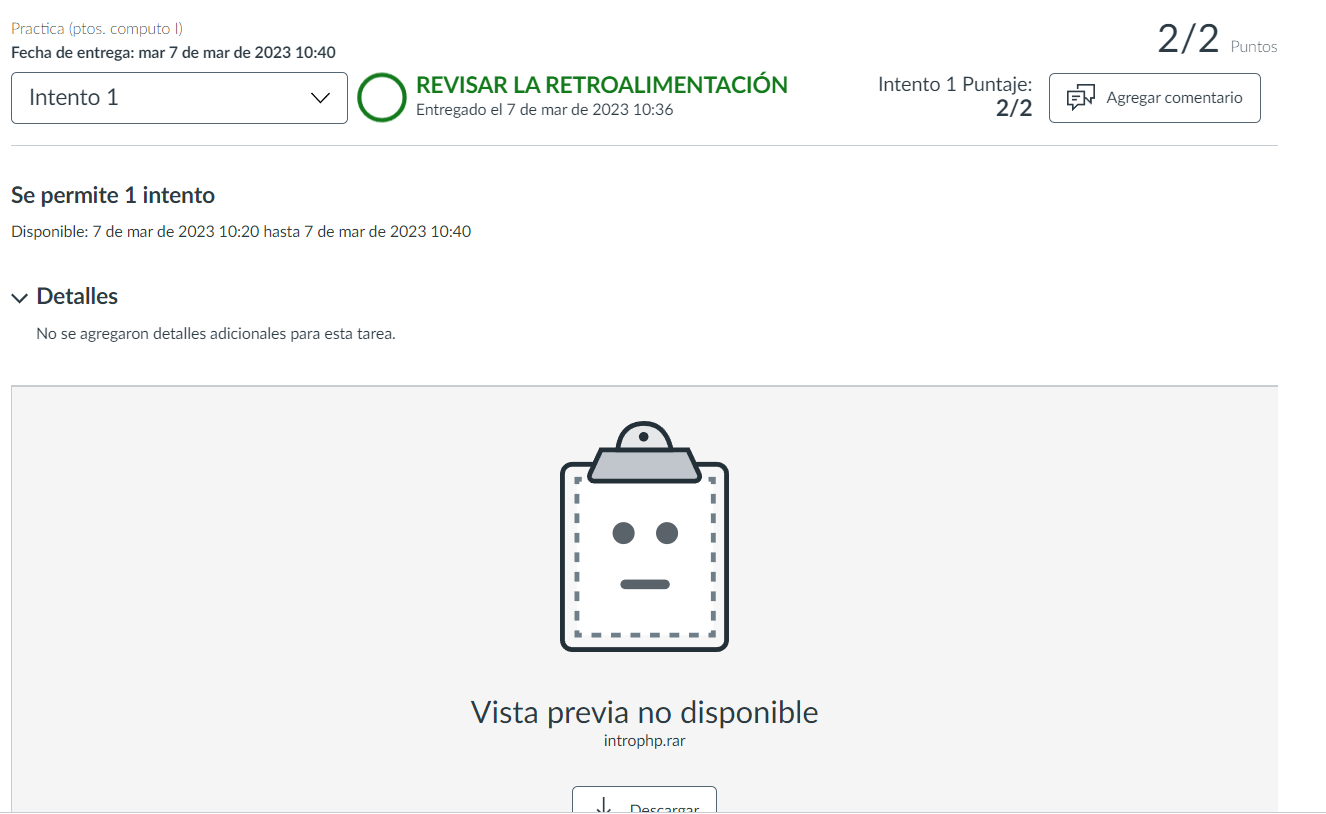 Practica (ptos. computo I)
Fecha de entrega: mar 7 de mar de 2023 10:40
2/2 Puntos
Intento 1
REVISAR LA RETROALIMENTACIÓN
Entregado el 7 de mar de 2023 10:36
Intento 1 Puntaje:
2/2
Agregar comentario
Se permite 1 intento
Disponible: 7 de mar de 2023 10:20 hasta 7 de mar de 2023 10:40
Detalles
No se agregaron detalles adicionales para esta tarea.
Vista previa no disponible
introphp.rar
Descargar